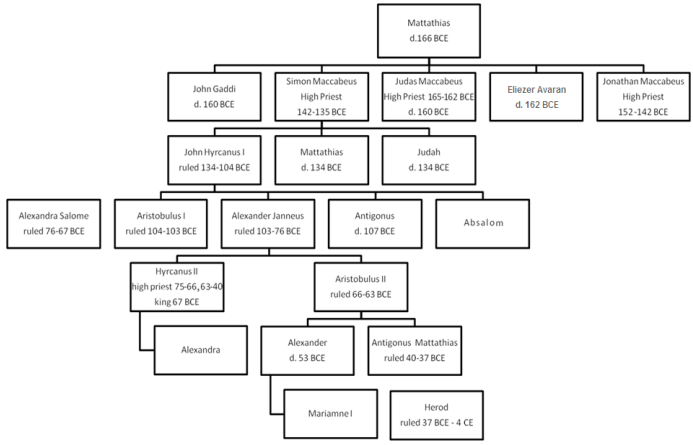 Mattathias
d.166 BCE
John Gaddi
d. 160 BCE
Simon Maccabeus
High Priest
142-135 BCE
Judas Maccabeus
High Priest 165-162 BCE
d. 160 BCE
Eliezer Avaran
d. 162 BCE
Jonathan Maccabeus
High Priest
152-142 BCE
John Hyrcanus I
ruled 134-104 BCE
Mattathias
d. 134 BCE
Judah
d. 134 BCE
Alexandra Salome
ruled 76-67 BCE
Aristobulus I
ruled 104-103 BCE
Alexander Janneus
ruled 103-76 BCE
Antigonus
d. 107 BCE
Absalom
Hyrcanus II
high priest 75-66, 63-40
king 67 BCE
Aristobulus II
ruled 66-63 BCE
Alexandra
Alexander
d. 53 BCE
Antigonus Mattathias
ruled 40-37 BCE
Mariamne I
Herod
ruled 37 BCE - 4 CE